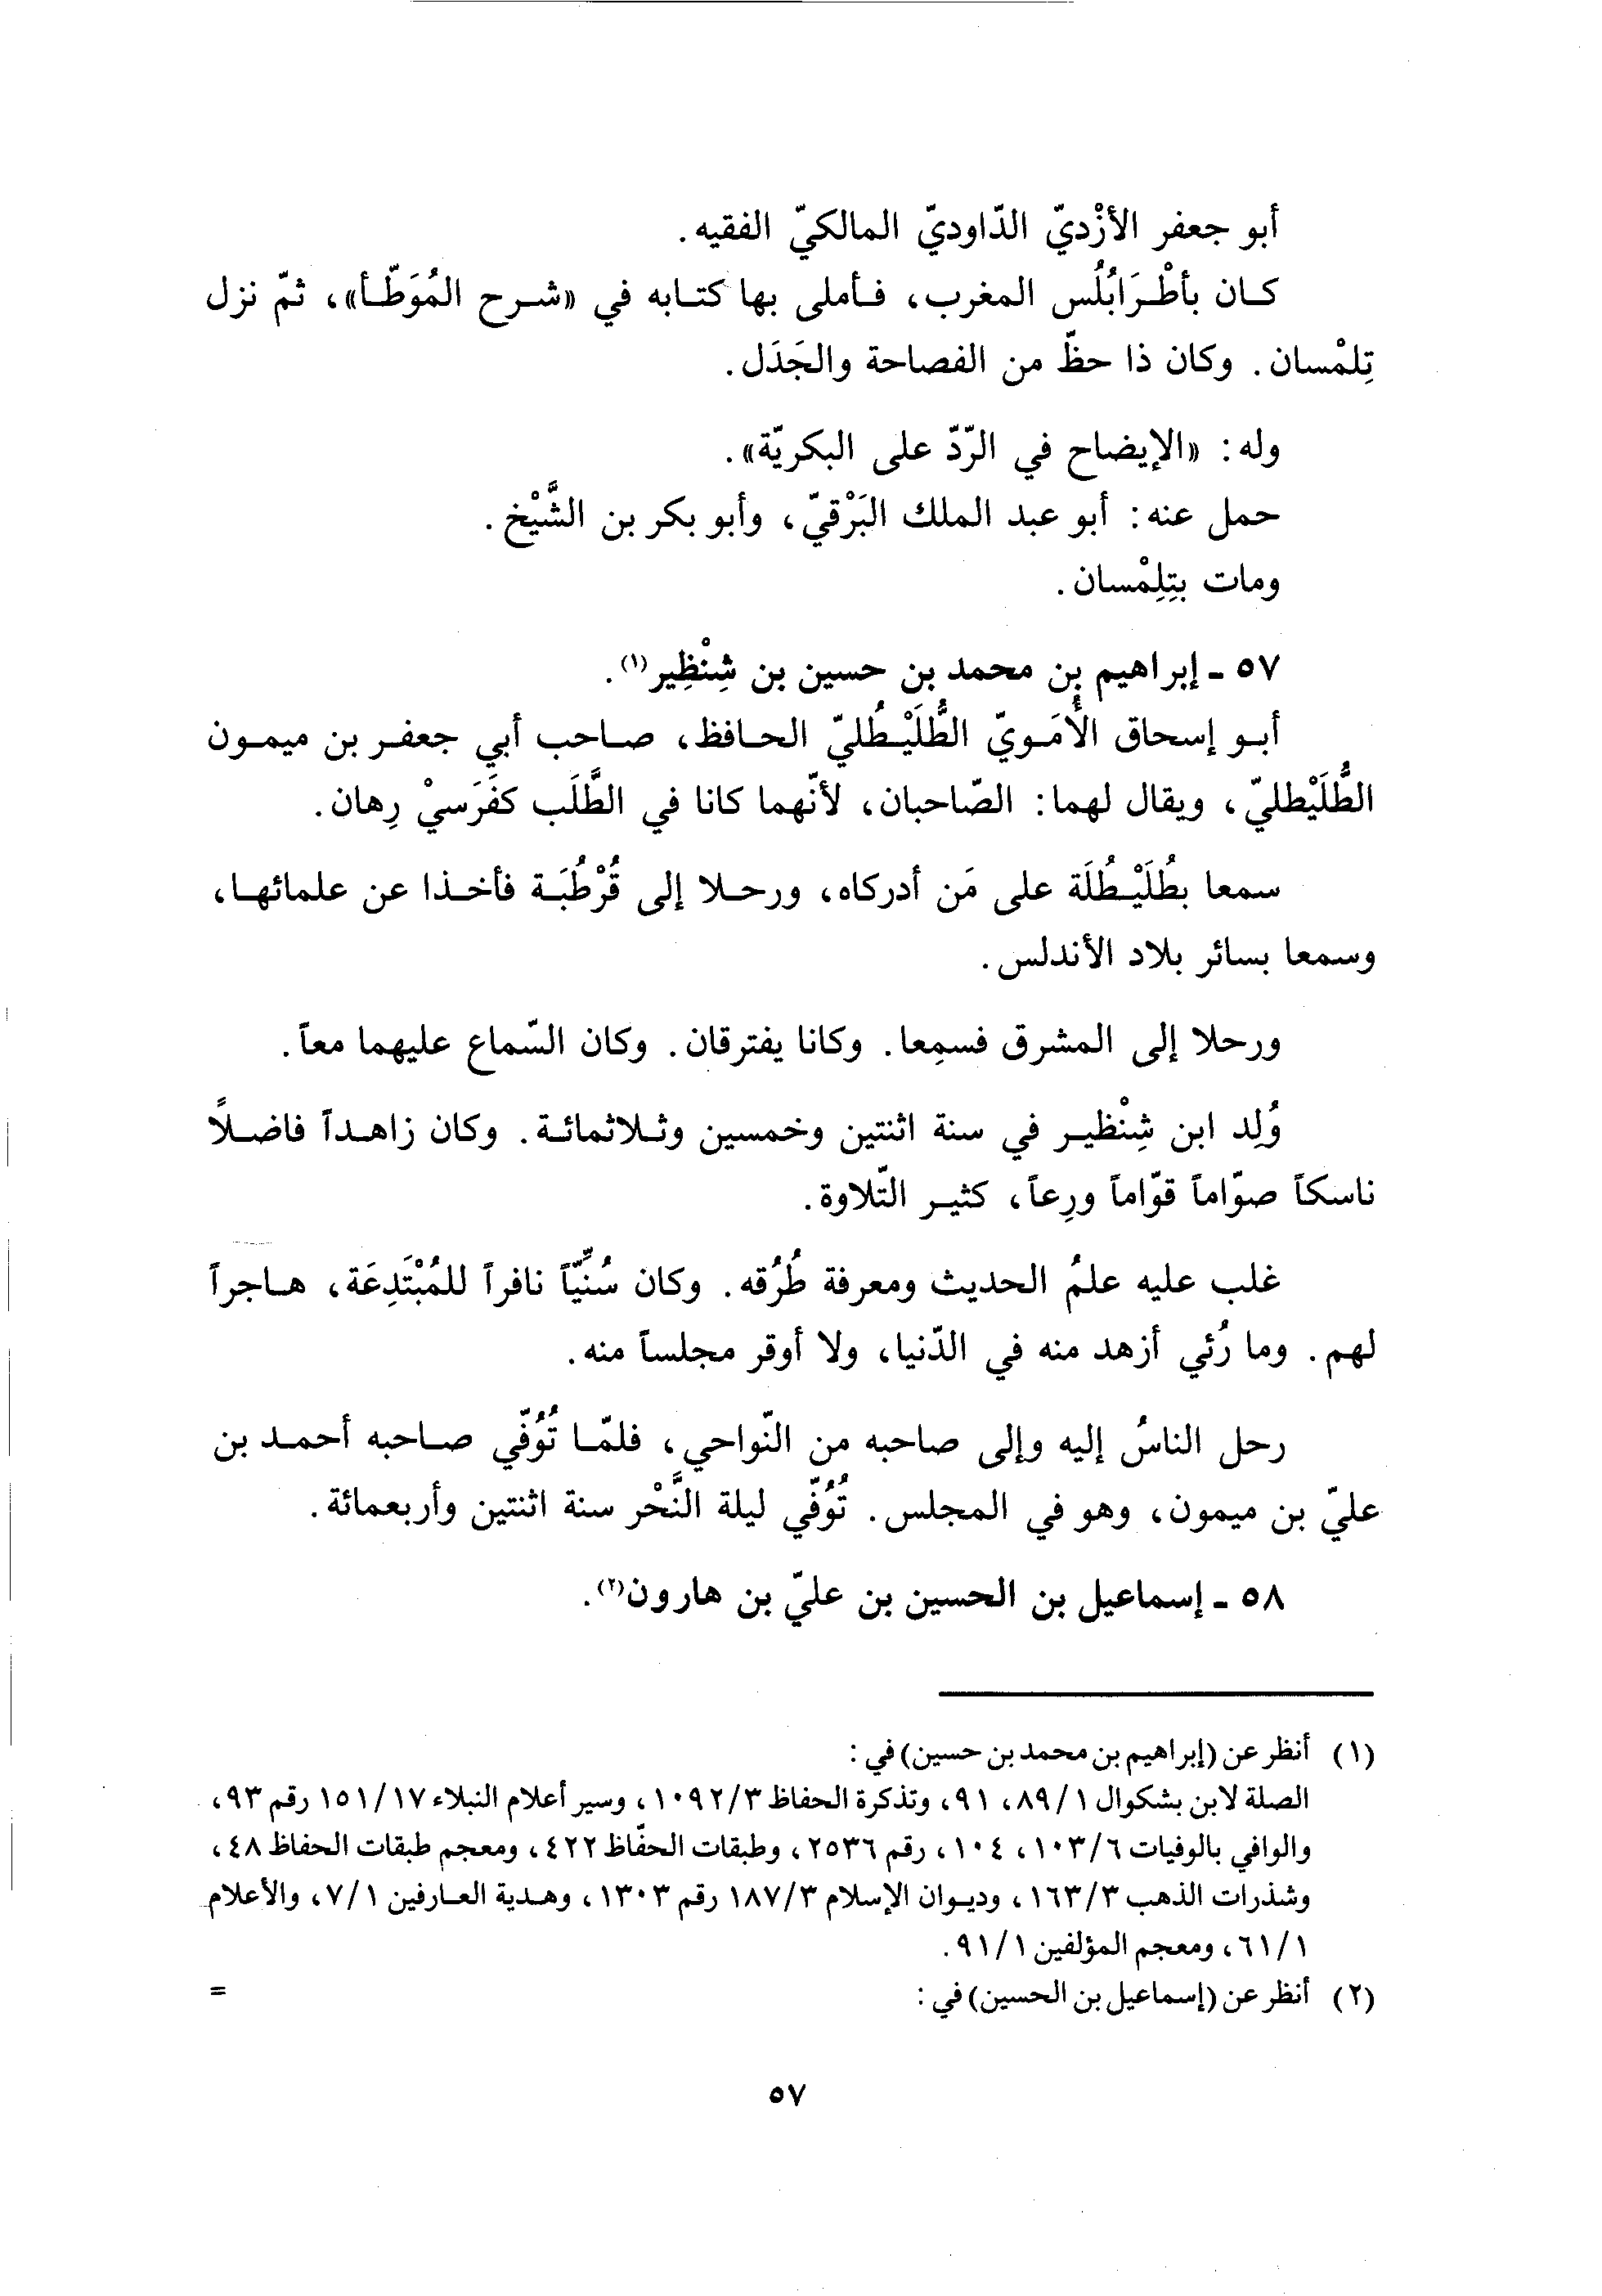 أبو جعفر الأزْديّ الدّاوديّ المالكيّ الفقيه.
كان بأطْرَابُلُس المغرب، فأملى بها كتابه في «شرح المُوَطّأ»، ثمّ نزل
تِلمْسان. وكان ذا حظّ من الفصاحة والجَدَل.
وله: «الإيضاح في الرّدّ على البكريّة».
حمل عنه: أبو عبد الملك البَرْقيّ، وأبو بكر بن الشَّيْخ.
ومات بتِلِمْسان.
٥٧ - إبراهيم بن محمد بن حسين بن شِنْظِير(١).
أبو إسحاق الأُمَويّ الطُّلَيْطُليّ الحافظ، صاحب أبي جعفر بن ميمون
الطُّلَيْطليّ، ويقال لهما: الصّاحبان، لأنّهما كانا في الطَّلَب كفَرَسيْ رِهان.
سمعا بطُلَيْطُلَة على مَن أدركاه، ورحلا إلى قُرْطُبَة فأخذا عن علمائها،
وسمعا بسائر بلاد الأندلس.
ورحلا إلى المشرق فسمِعا. وكانا يفترقان. وكان السّماع عليهما معاً.
وُلِد ابن شِنْظير في سنة اثنتين وخمسين وثلاثمائة. وكان زاهداً فاضلاً
ناسكاً صوّاماً قوّاماً ورِعاً، كثير التّلاوة.
غلب عليه علمُ الحديث ومعرفة طُرُقه. وكان سُنِّيّاً نافراً للمُبْتَدِعَة، هاجراً
لهم. وما رُئي أزهد منه في الدّنيا، ولا أوقر مجلساً منه.
رحل الناسُ إليه وإلى صاحبه من النّواحي، فلمّا تُوُفّي صاحبه أحمد بن
عليّ بن ميمون، وهو في المجلس. تُوُفّي ليلة النَّحْر سنة اثنتين وأربعمائة.
٥٨ - إسماعيل بن الحسين بن عليّ بن هارون(٢).
(١) أنظر عن (إبراهيم بن محمد بن حسين) في:
الصلة لابن بشكوال ١/ ٨٩، ٩١، وتذكرة الحفاظ ٣/ ١٠٩٢، وسير أعلام النبلاء ١٧/ ١٥١ رقم ٩٣،
والوافي بالوفيات ٦/ ١٠٣، ١٠٤، رقم ٢٥٣٦، وطبقات الحفّاظ ٤٢٢، ومعجم طبقات الحفاظ ٤٨،
وشذرات الذهب ٣/ ١٦٣، وديوان الإسلام ٣/ ١٨٧ رقم ١٣٠٣، وهدية العارفين ١/ ٧، والأعلام
١/ ٦١، ومعجم المؤلفين ١/ ٩١.
(٢) أنظر عن (إسماعيل بن الحسين) في: =
٥٧